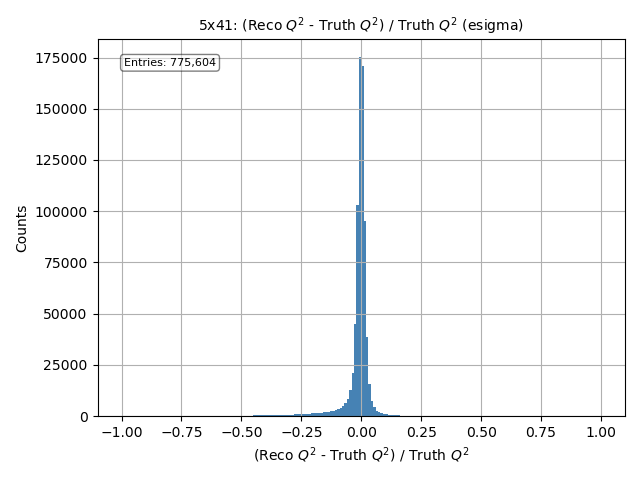 5x41: (Reco Q² - Truth Q²) / Truth Q² (esigma)
Entries: 775,604
Counts
175000
150000
125000
100000
75000
50000
25000
0
−1.00 −0.75 −0.50 −0.25 0.00 0.25 0.50 0.75 1.00
(Reco Q² - Truth Q²) / Truth Q²